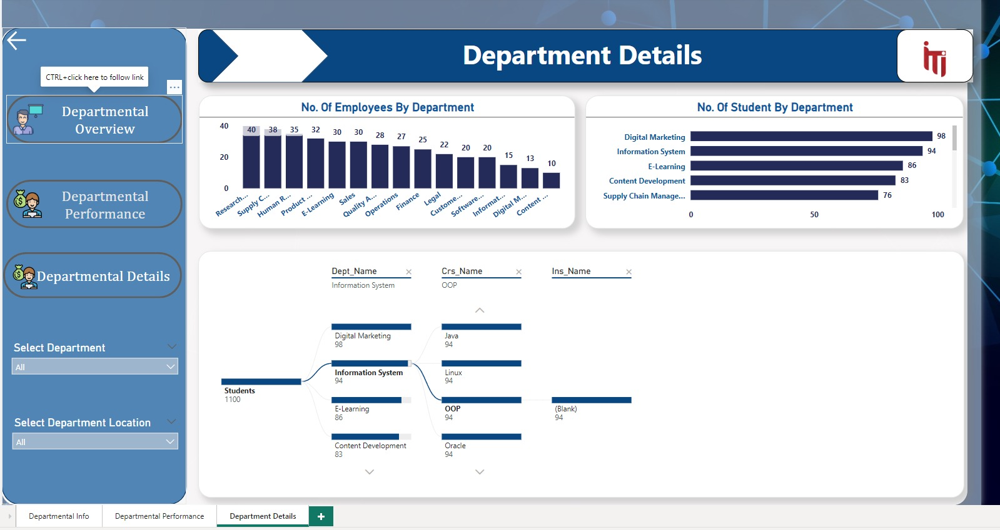 Department Details
iTi
CTRL+click here to follow link
...
Departmental
Overview
Departmental
Performance
Departmental Details
Select Department
All
Select Department Location
All
No. Of Employees By Department
40
20
0
40
38
35
32
30
30
28
27
25
22
20
20
15
13
10
Research...
Supply C...
Human R...
Product ...
E-Learning
Sales
Quality A...
Operations
Finance
Legal
Custome...
Software...
Informat...
Digital M...
Content ...
No. Of Student By Department
Digital Marketing 98
Information System 94
E-Learning 86
Content Development 83
Supply Chain Manage... 76
0 50 100
Dept_Name Crs_Name Ins_Name
Information System OOP
Students
1100
Digital Marketing
98
Information System
94
E-Learning
86
Content Development
83
Java
94
Linux
94
OOP
94
Oracle
94
(Blank)
94
Departmental Info Departmental Performance Department Details +